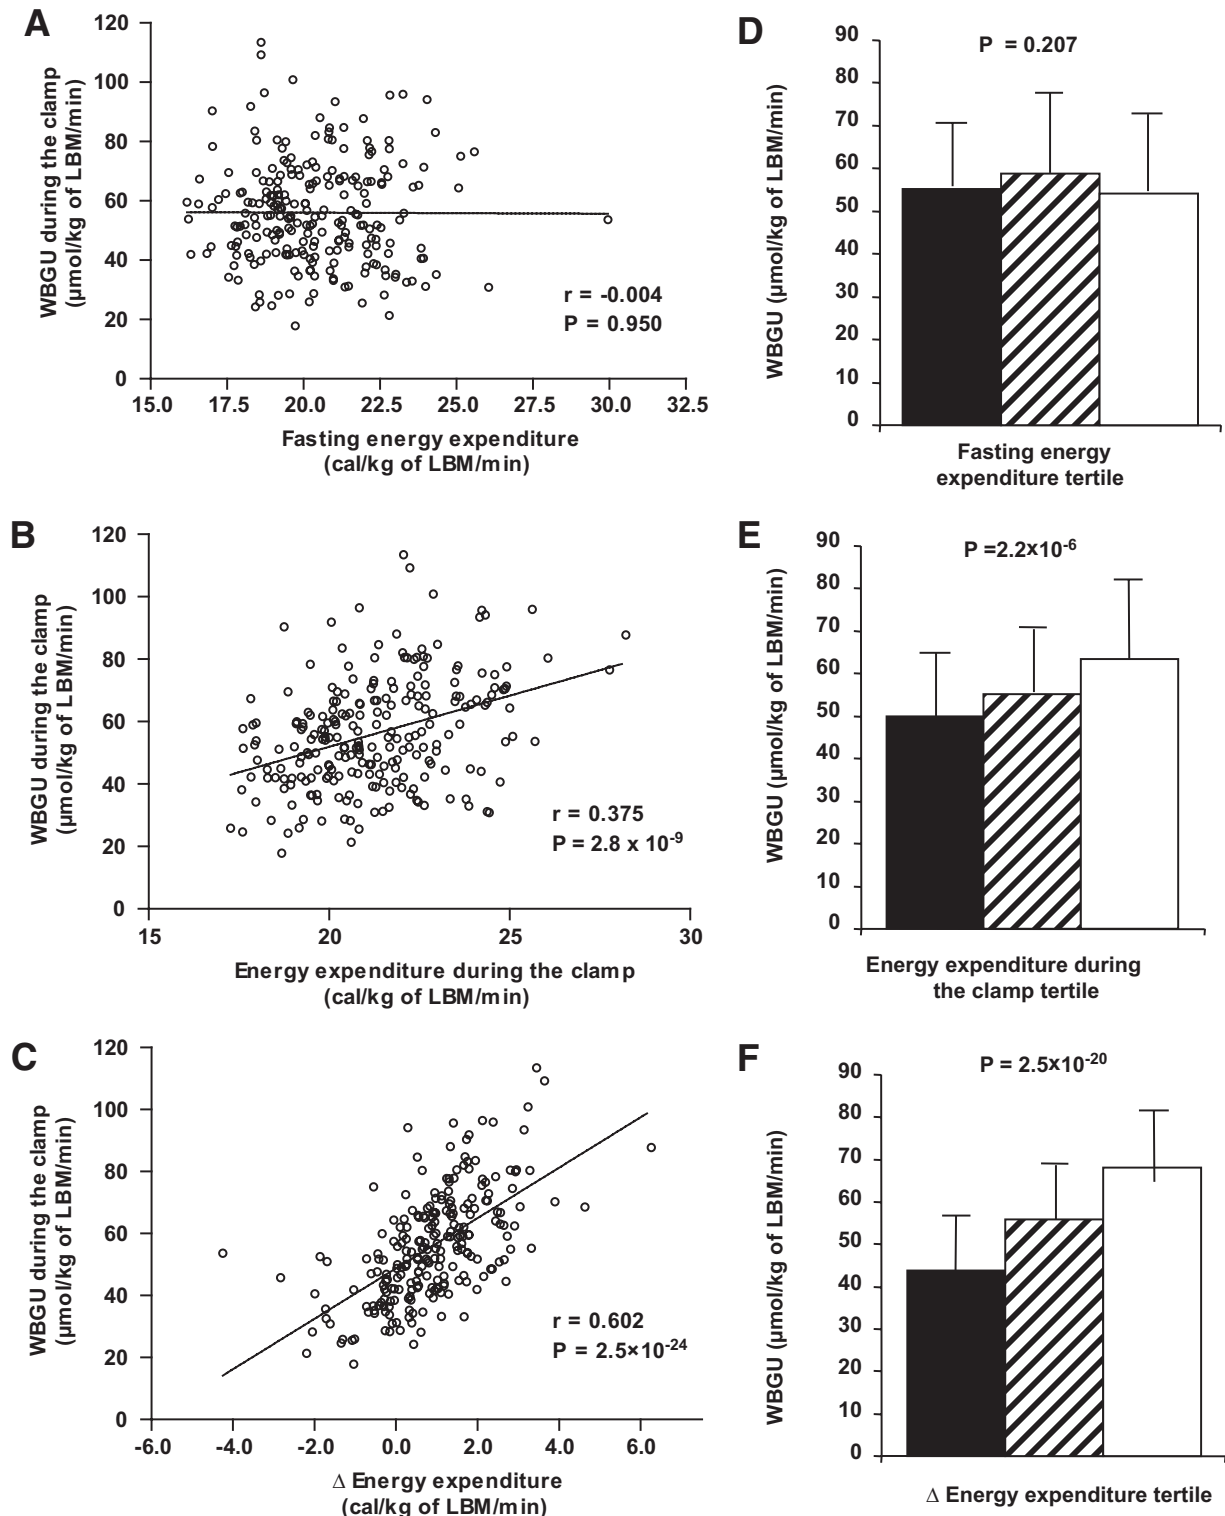 A
WBGU during the clamp
(μmol/kg of LBM/min)
120
100
80
60
40
20
0
r = -0.004
P = 0.950
15.0 17.5 20.0 22.5 25.0 27.5 30.0 32.5
Fasting energy expenditure
(cal/kg of LBM/min)
D
P = 0.207
WBGU (μmol/kg of LBM/min)
90
80
70
60
50
40
30
20
10
0
Fasting energy
expenditure tertile
B
WBGU during the clamp
(μmol/kg of LBM/min)
120
100
80
60
40
20
0
r = 0.375
P = 2.8 x 10-9
15 20 25 30
Energy expenditure during the clamp
(cal/kg of LBM/min)
E
P =2.2x10-6
WBGU (μmol/kg of LBM/min)
90
80
70
60
50
40
30
20
10
0
Energy expenditure during
the clamp tertile
C
WBGU during the clamp
(μmol/kg of LBM/min)
120
100
80
60
40
20
0
r = 0.602
P = 2.5×10-24
-6.0 -4.0 -2.0 0.0 2.0 4.0 6.0
Δ Energy expenditure
(cal/kg of LBM/min)
F
P = 2.5x10-20
WBGU (μmol/kg of LBM/min)
90
80
70
60
50
40
30
20
10
0
Δ Energy expenditure tertile